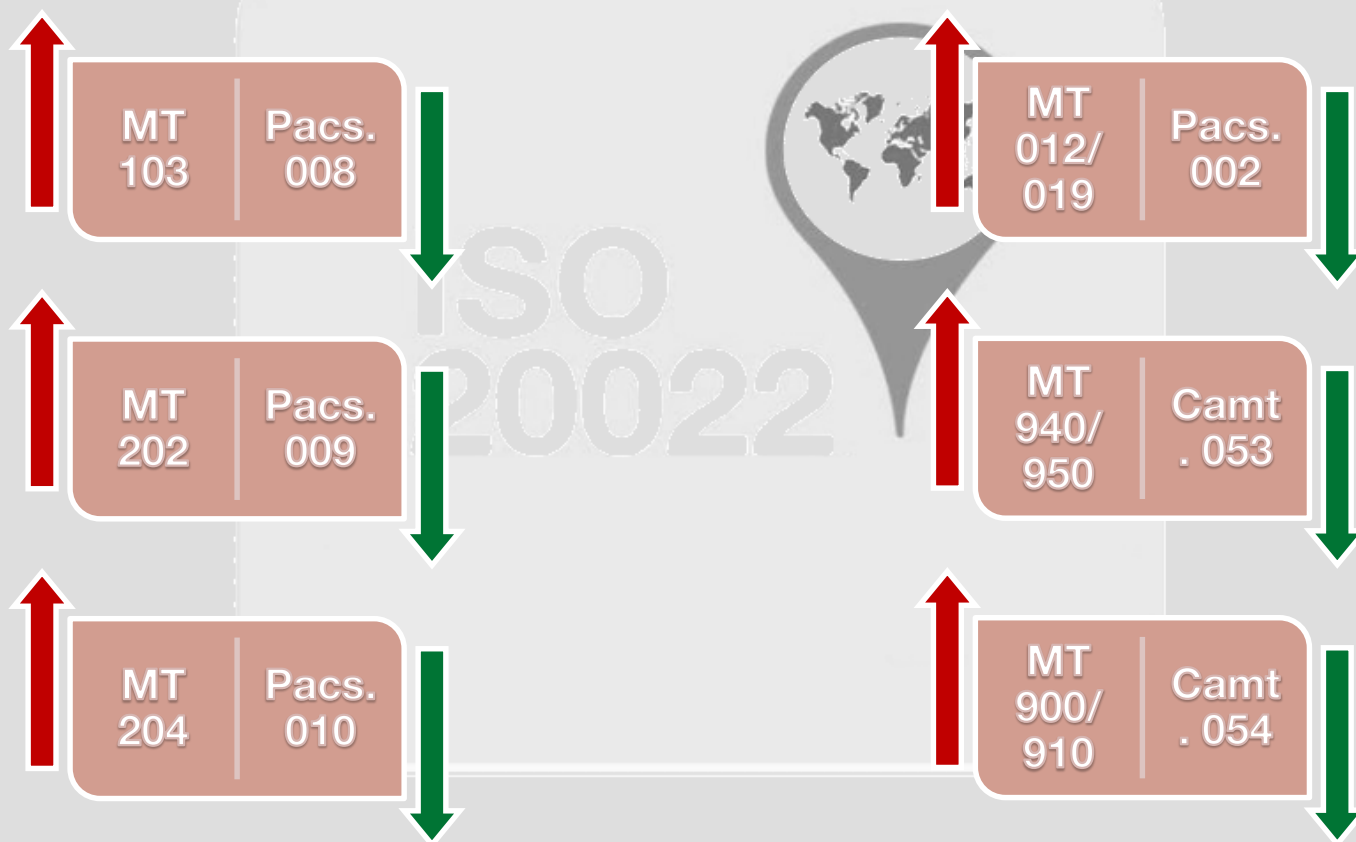 MT
103
Pacs.
008
MT
012/
019
Pacs.
002
ISO
20022
MT
202
Pacs.
009
MT
940/
950
Camt
. 053
MT
204
Pacs.
010
MT
900/
910
Camt
. 054